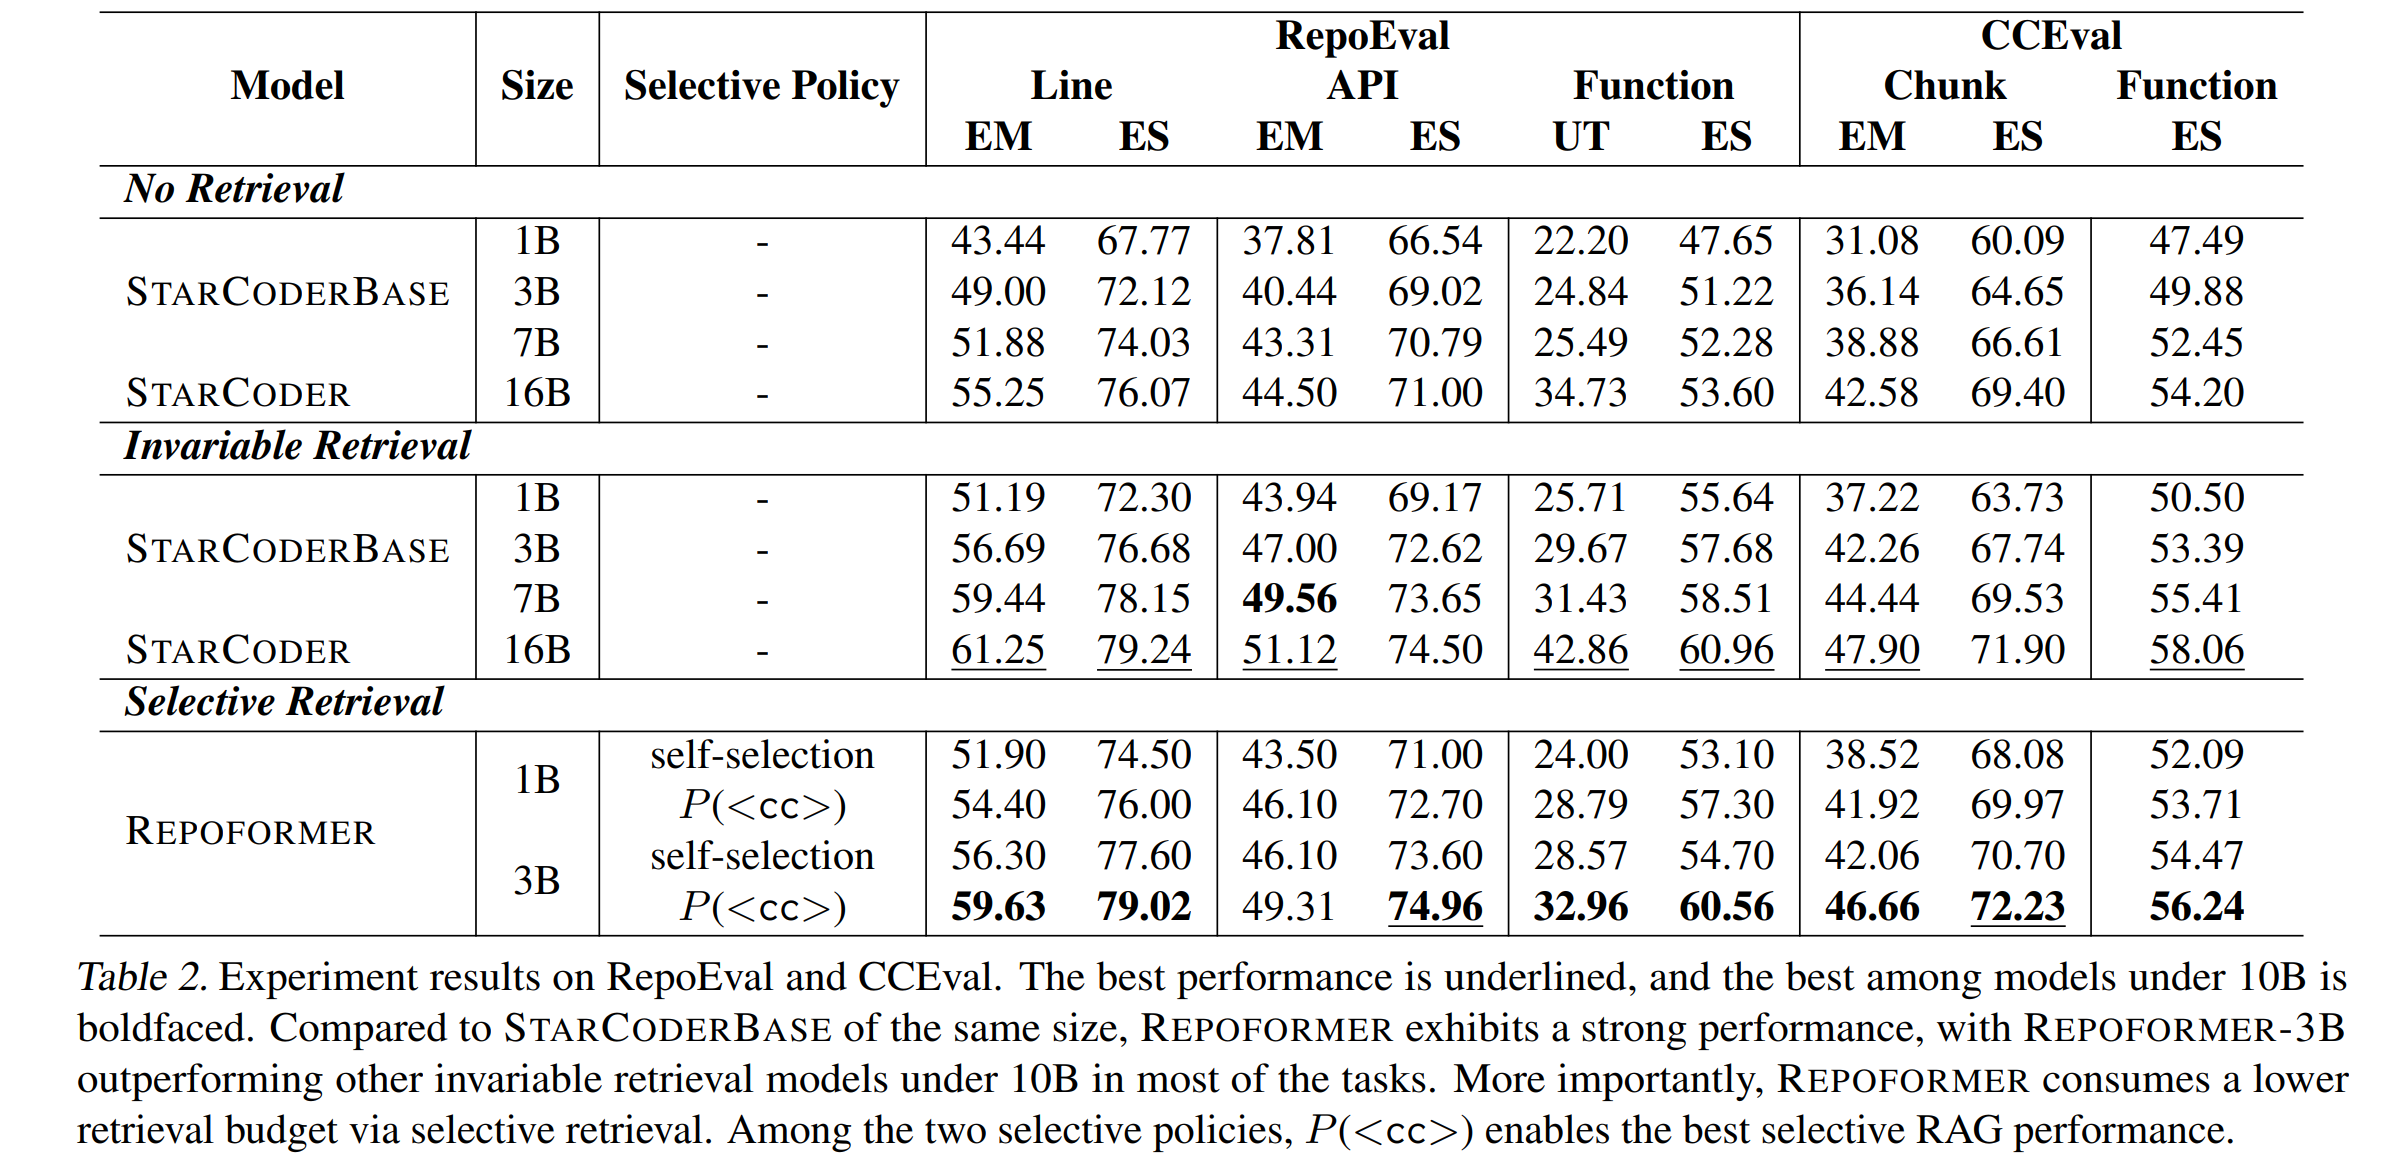 RepoEval CCEval
Model Size Selective Policy Line API Function Chunk Function
EM ES EM ES UT ES EM ES ES
No Retrieval
1B - 43.44 67.77 37.81 66.54 22.20 47.65 31.08 60.09 47.49
STARCODERBASE 3B - 49.00 72.12 40.44 69.02 24.84 51.22 36.14 64.65 49.88
7B - 51.88 74.03 43.31 70.79 25.49 52.28 38.88 66.61 52.45
STARCODER 16B - 55.25 76.07 44.50 71.00 34.73 53.60 42.58 69.40 54.20
Invariable Retrieval
1B - 51.19 72.30 43.94 69.17 25.71 55.64 37.22 63.73 50.50
STARCODERBASE 3B - 56.69 76.68 47.00 72.62 29.67 57.68 42.26 67.74 53.39
7B - 59.44 78.15 49.56 73.65 31.43 58.51 44.44 69.53 55.41
STARCODER 16B - 61.25 79.24 51.12 74.50 42.86 60.96 47.90 71.90 58.06
Selective Retrieval
1B self-selection 51.90 74.50 43.50 71.00 24.00 53.10 38.52 68.08 52.09
P(<cc>) 54.40 76.00 46.10 72.70 28.79 57.30 41.92 69.97 53.71
REPOFORMER
3B self-selection 56.30 77.60 46.10 73.60 28.57 54.70 42.06 70.70 54.47
P(<cc>) 59.63 79.02 49.31 74.96 32.96 60.56 46.66 72.23 56.24
Table 2. Experiment results on RepoEval and CCEval. The best performance is underlined, and the best among models under 10B is
boldfaced. Compared to STARCODERBASE of the same size, REPOFORMER exhibits a strong performance, with REPOFORMER-3B
outperforming other invariable retrieval models under 10B in most of the tasks. More importantly, REPOFORMER consumes a lower
retrieval budget via selective retrieval. Among the two selective policies, P(<cc>) enables the best selective RAG performance.